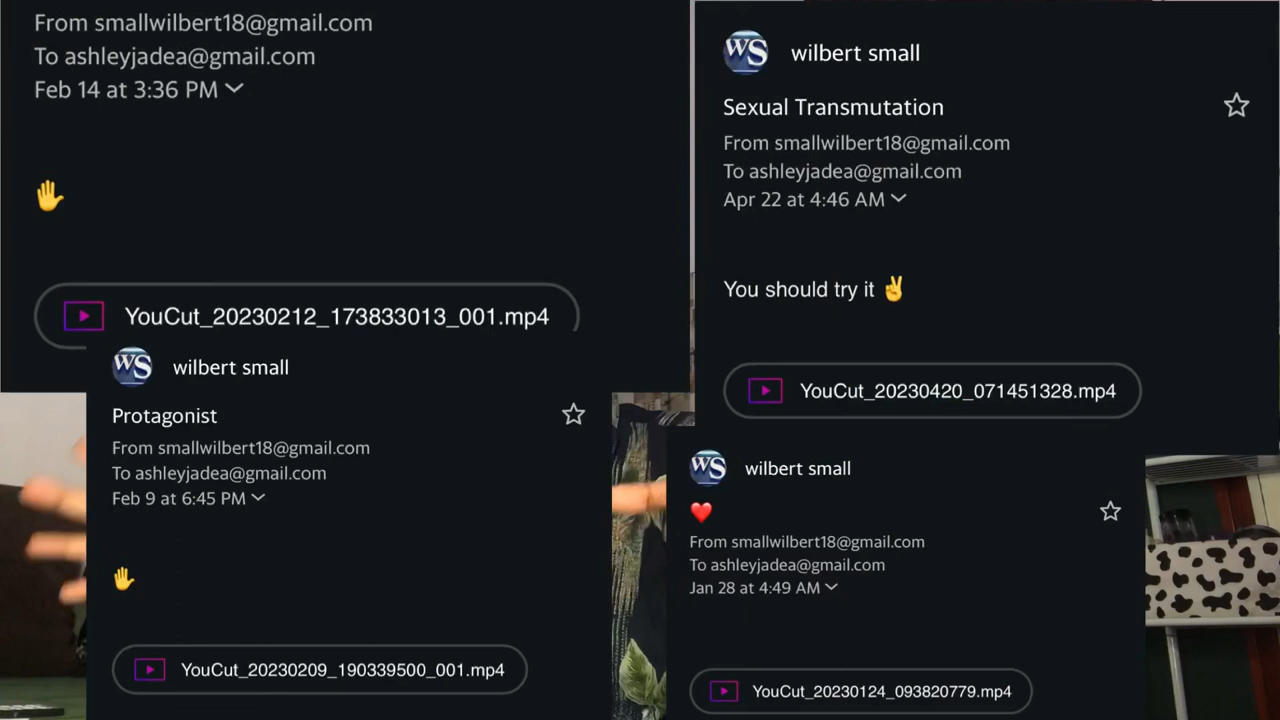 From smallwilbert18@gmail.com
To ashleyjadea@gmail.com
Feb 14 at 3:36 PM
✋
YouCut_20230212_173833013_001.mp4
WS wilbert small
Sexual Transmutation
From smallwilbert18@gmail.com
To ashleyjadea@gmail.com
Apr 22 at 4:46 AM
You should try it ✌️
YouCut_20230420_071451328.mp4
WS wilbert small
Protagonist
From smallwilbert18@gmail.com
To ashleyjadea@gmail.com
Feb 9 at 6:45 PM
✋
YouCut_20230209_190339500_001.mp4
WS wilbert small
❤️
From smallwilbert18@gmail.com
To ashleyjadea@gmail.com
Jan 28 at 4:49 AM
YouCut_20230124_093820779.mp4